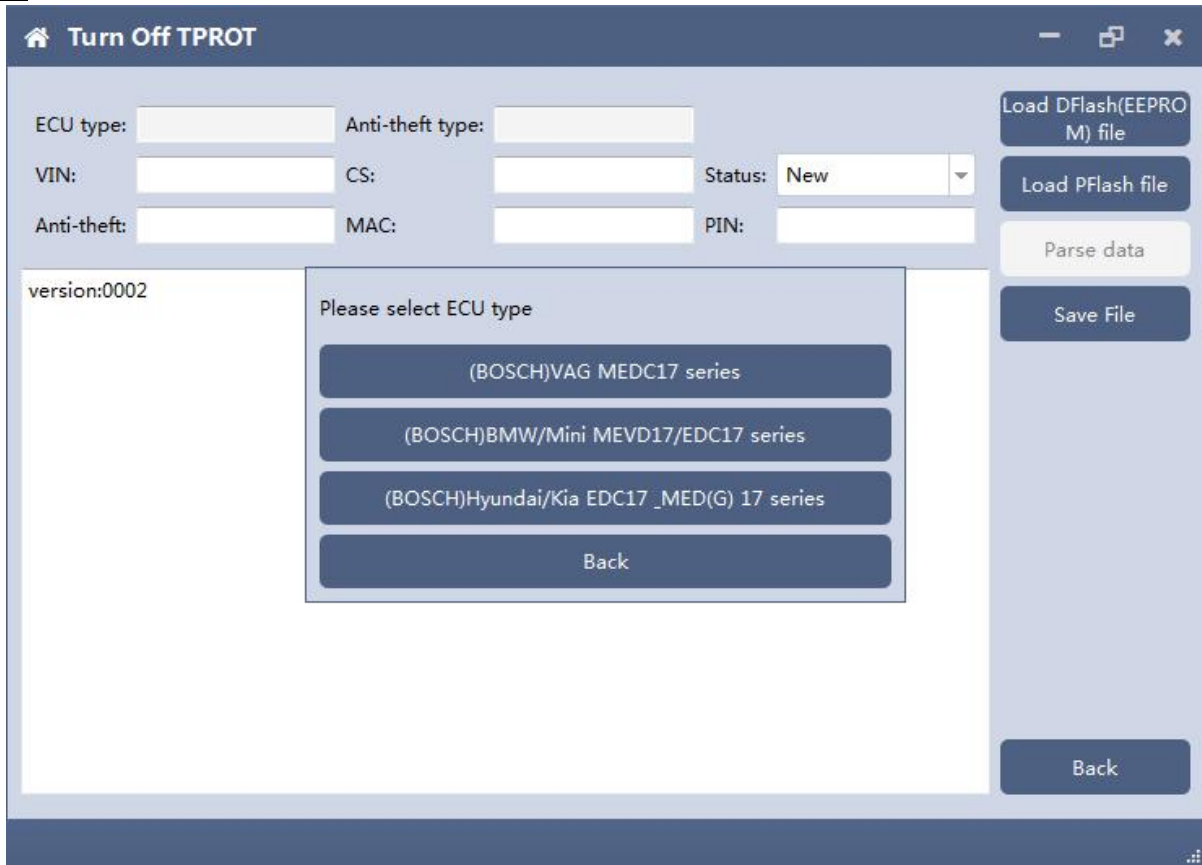 Turn Off TPROT
ECU type:
Anti-theft type:
Load DFlash(EEPRO
M) file
VIN:
CS:
Status: New
Load PFlash file
Anti-theft:
MAC:
PIN:
Parse data
version:0002
Please select ECU type
Save File
(BOSCH)VAG MEDC17 series
(BOSCH)BMW/Mini MEVD17/EDC17 series
(BOSCH)Hyundai/Kia EDC17 _MED(G) 17 series
Back
Back